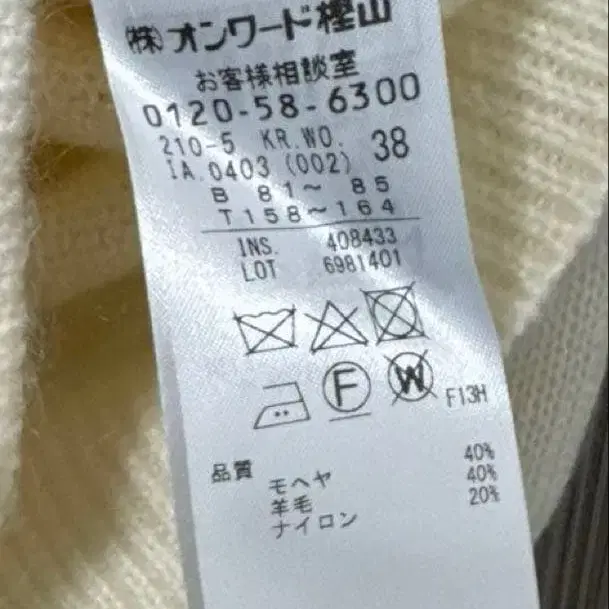 (株)オンワード樫山
お客様相談室
0120-58-6300
210-5 KR.WO. 38
IA.0403 (002)
B 81～ 85
T158～164
INS. 408433
LOT 6981401
F W F13H
品質
モヘヤ 40%
羊毛 40%
ナイロン 20%